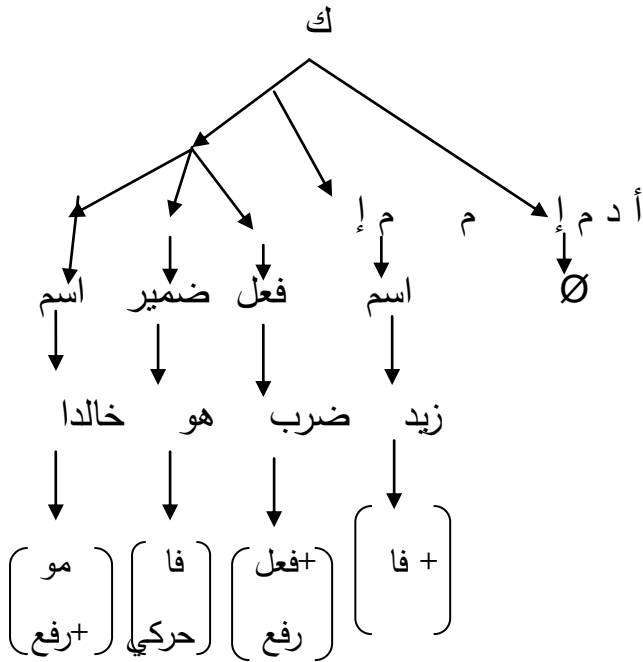 ك
أ د م إ م م إ
Ø اسم فعل ضمير اسم
زيد ضرب هو خالدا
+ فا +فعل فا مو
رفع حركي +رفع